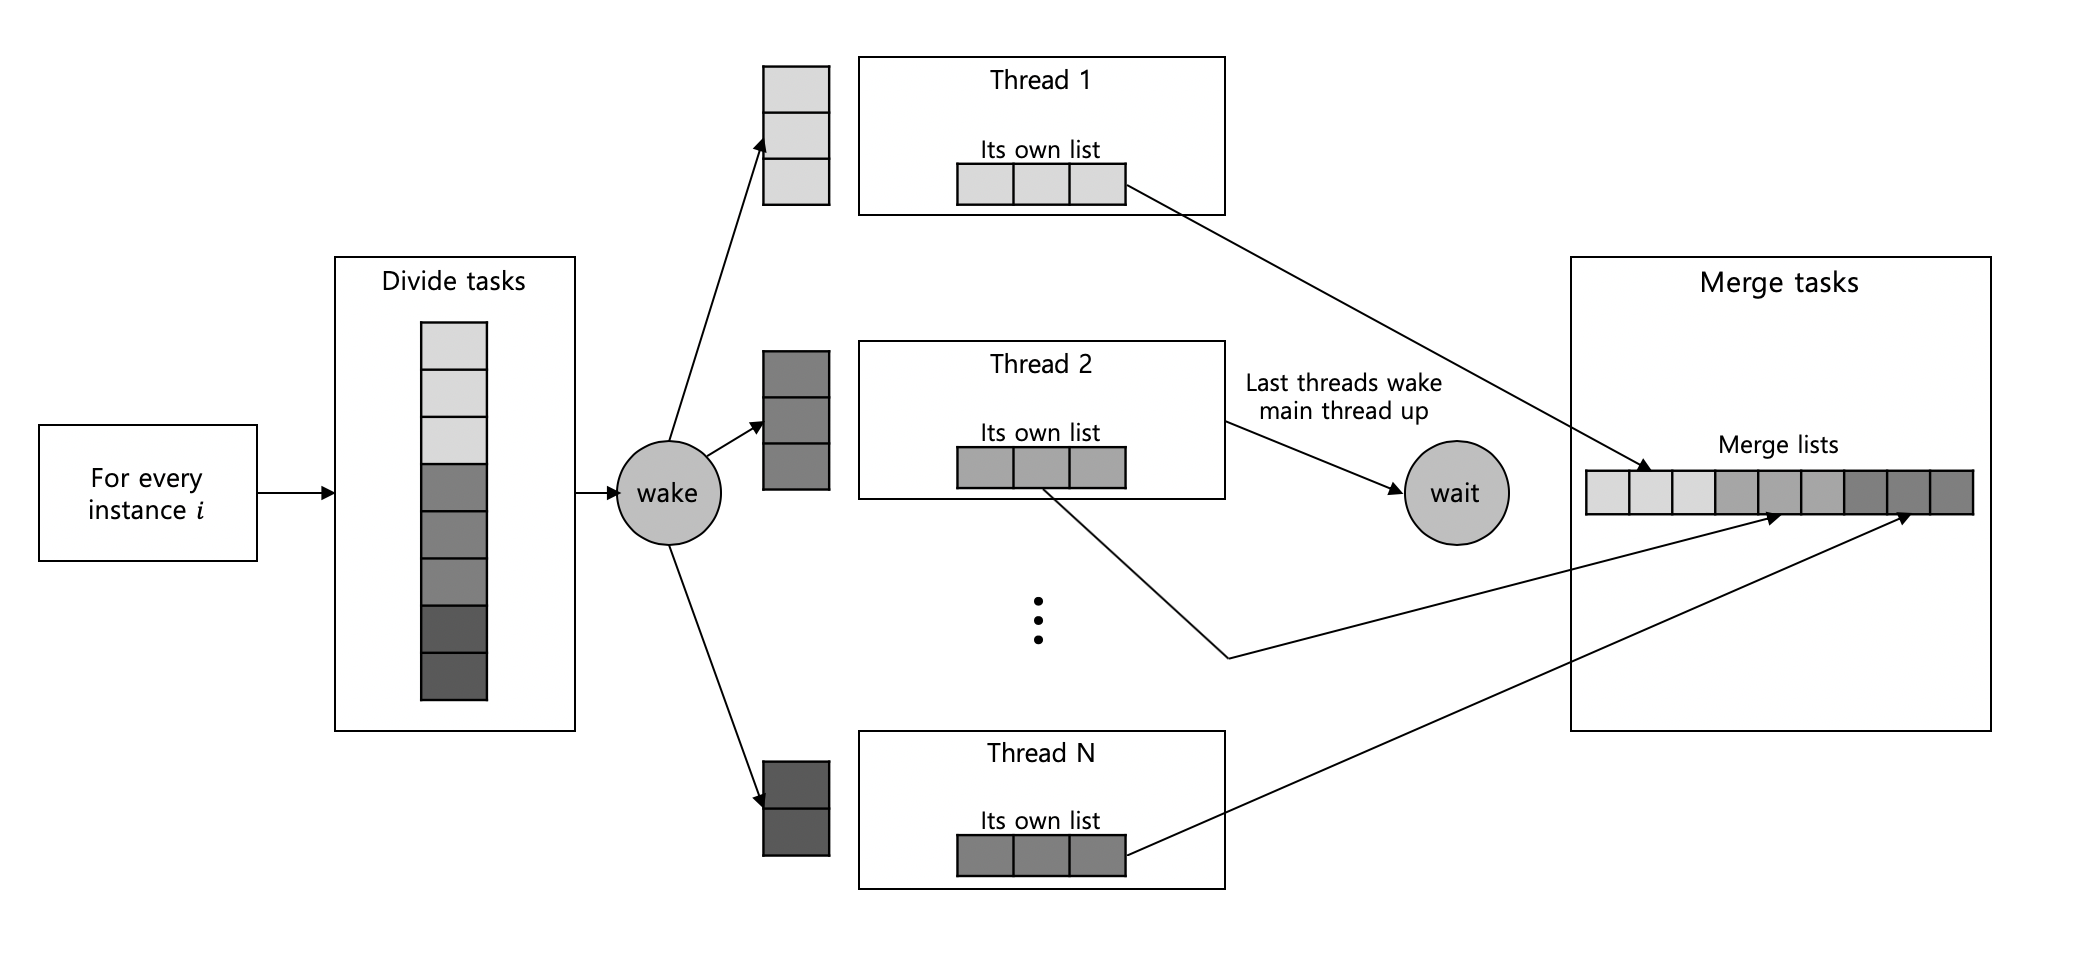 For every
instance i
Divide tasks
wake
Thread 1
Its own list
Thread 2
Its own list
Thread N
Its own list
Last threads wake
main thread up
wait
Merge tasks
Merge lists